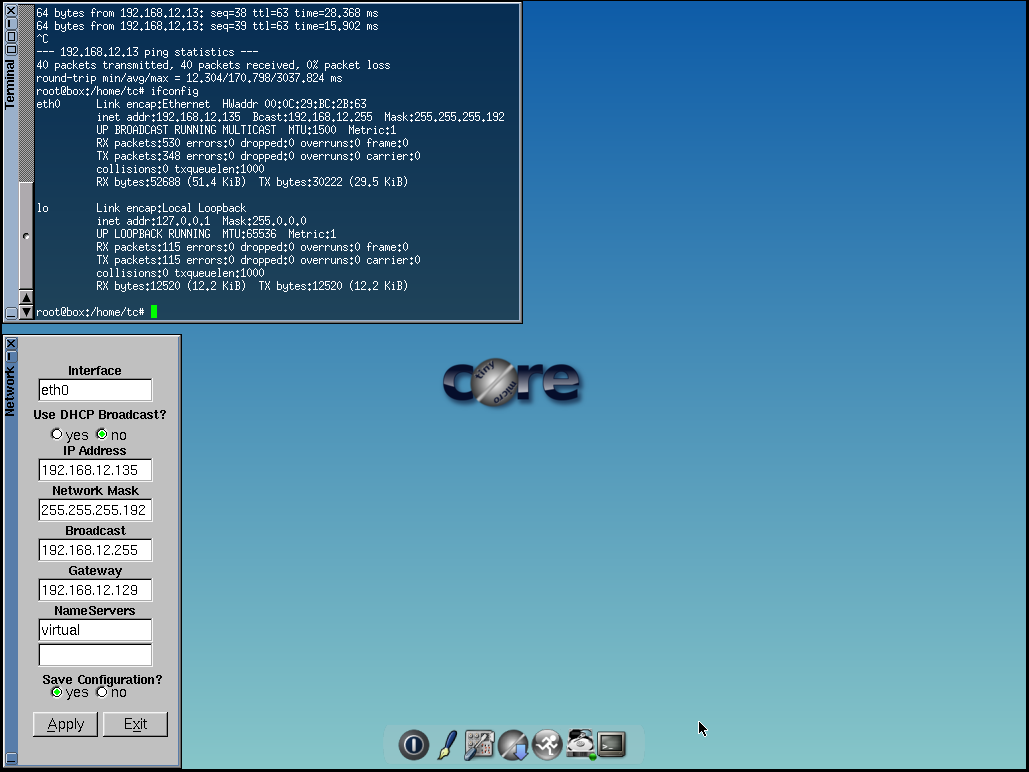 64 bytes from 192.168.12.13: seq=38 ttl=63 time=28.368 ms
64 bytes from 192.168.12.13: seq=39 ttl=63 time=15.902 ms
^C
--- 192.168.12.13 ping statistics ---
40 packets transmitted, 40 packets received, 0% packet loss
round-trip min/avg/max = 12.304/170.798/3037.824 ms
root@box:/home/tc# ifconfig
eth0      Link encap:Ethernet  HWaddr 00:0C:29:BC:2B:63
          inet addr:192.168.12.135  Bcast:192.168.12.255  Mask:255.255.255.192
          UP BROADCAST RUNNING MULTICAST  MTU:1500  Metric:1
          RX packets:530 errors:0 dropped:0 overruns:0 frame:0
          TX packets:348 errors:0 dropped:0 overruns:0 carrier:0
          collisions:0 txqueuelen:1000
          RX bytes:52688 (51.4 KiB)  TX bytes:30222 (29.5 KiB)
lo        Link encap:Local Loopback
          inet addr:127.0.0.1  Mask:255.0.0.0
          UP LOOPBACK RUNNING  MTU:65536  Metric:1
          RX packets:115 errors:0 dropped:0 overruns:0 frame:0
          TX packets:115 errors:0 dropped:0 overruns:0 carrier:0
          collisions:0 txqueuelen:1000
          RX bytes:12520 (12.2 KiB)  TX bytes:12520 (12.2 KiB)
root@box:/home/tc#
Terminal
Network
Interface
eth0
Use DHCP Broadcast?
yes no
IP Address
192.168.12.135
Network Mask
255.255.255.192
Broadcast
192.168.12.255
Gateway
192.168.12.129
NameServers
virtual
Save Configuration?
yes no
Apply Exit
core
tiny
micro